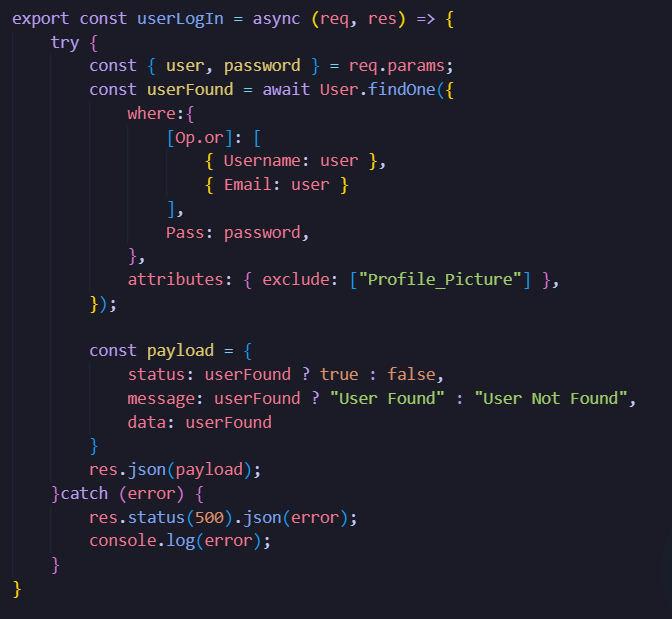 export const userLogIn = async (req, res) => {
    try {
        const { user, password } = req.params;
        const userFound = await User.findOne({
            where:{
                [Op.or]: [
                    { Username: user },
                    { Email: user }
                ],
                Pass: password,
            },
            attributes: { exclude: ["Profile_Picture"] },
        });

        const payload = {
            status: userFound ? true : false,
            message: userFound ? "User Found" : "User Not Found",
            data: userFound
        }
        res.json(payload);
    }catch (error) {
        res.status(500).json(error);
        console.log(error);
    }
}